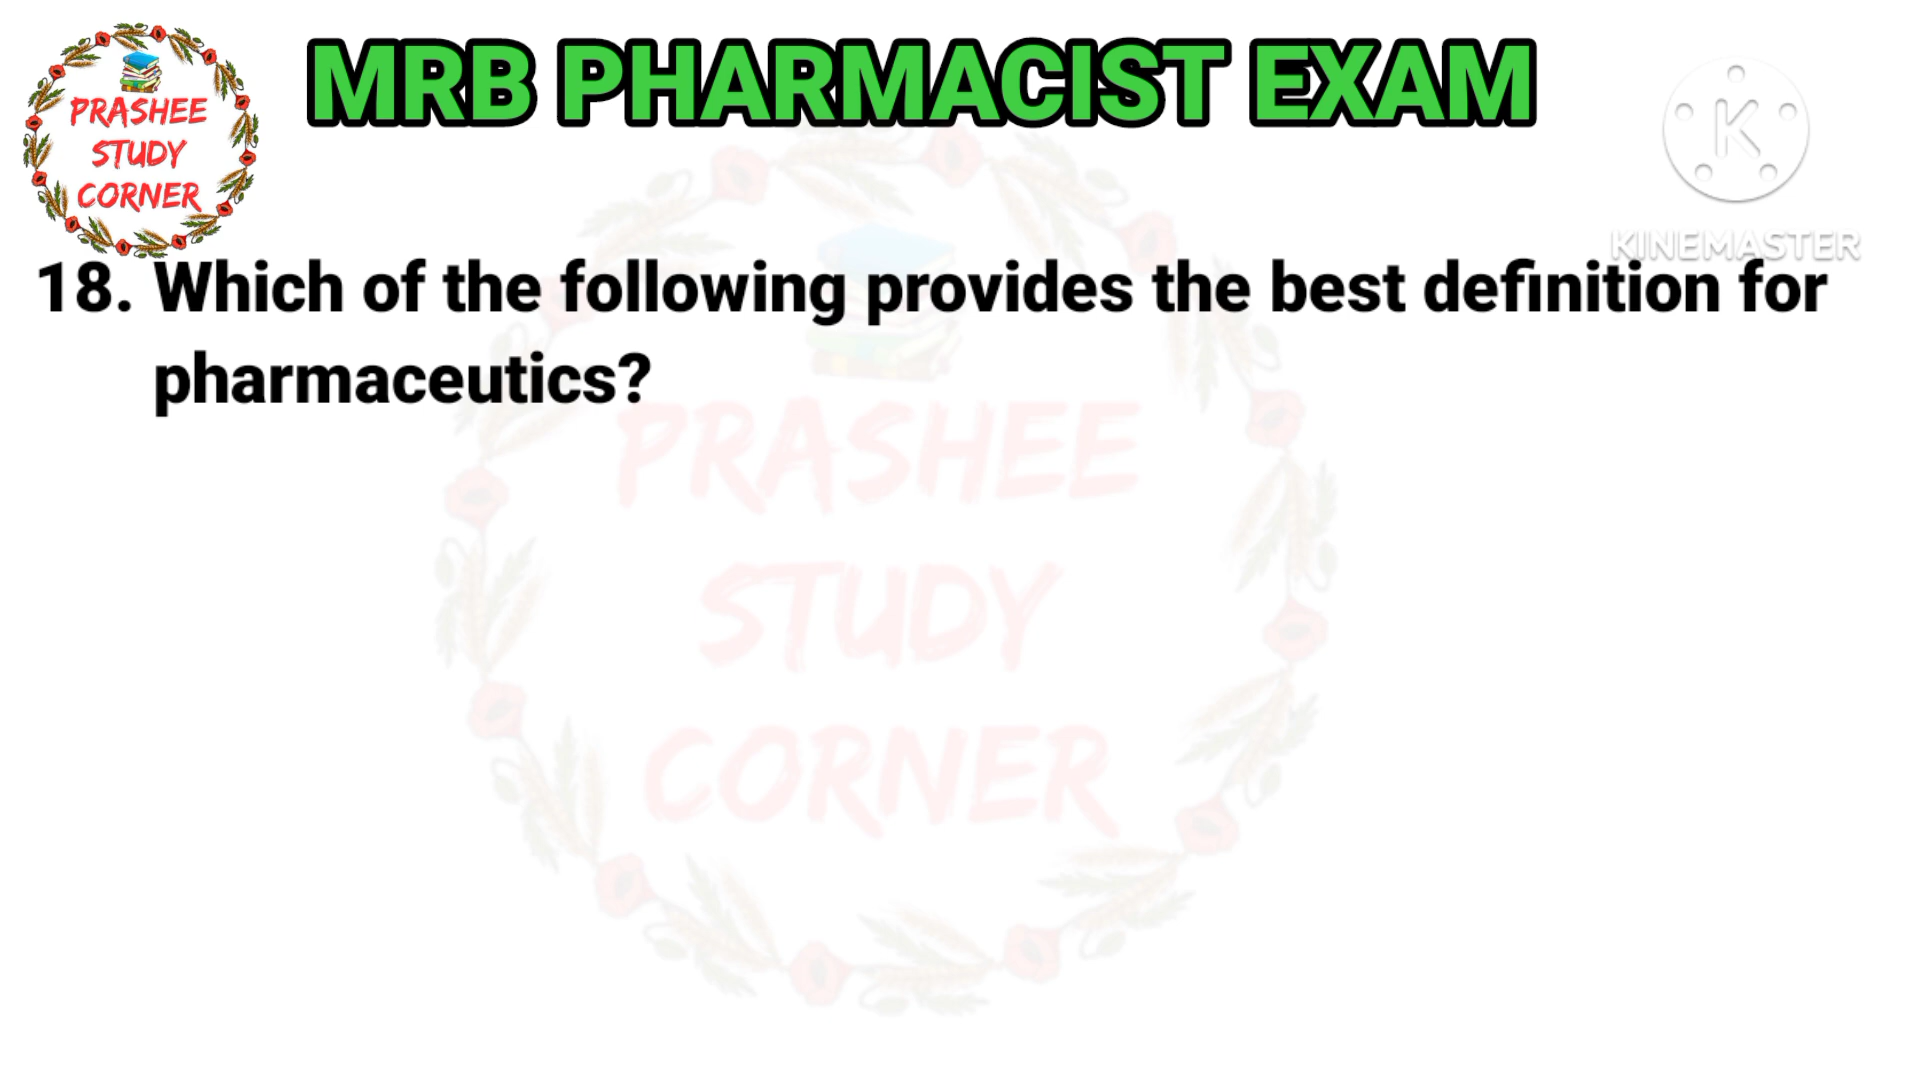 MRB PHARMACIST EXAM
PRASHEE
STUDY
CORNER
K
KINEMASTER
18. Which of the following provides the best definition for
pharmaceutics?
PRASHEE
STUDY
CORNER